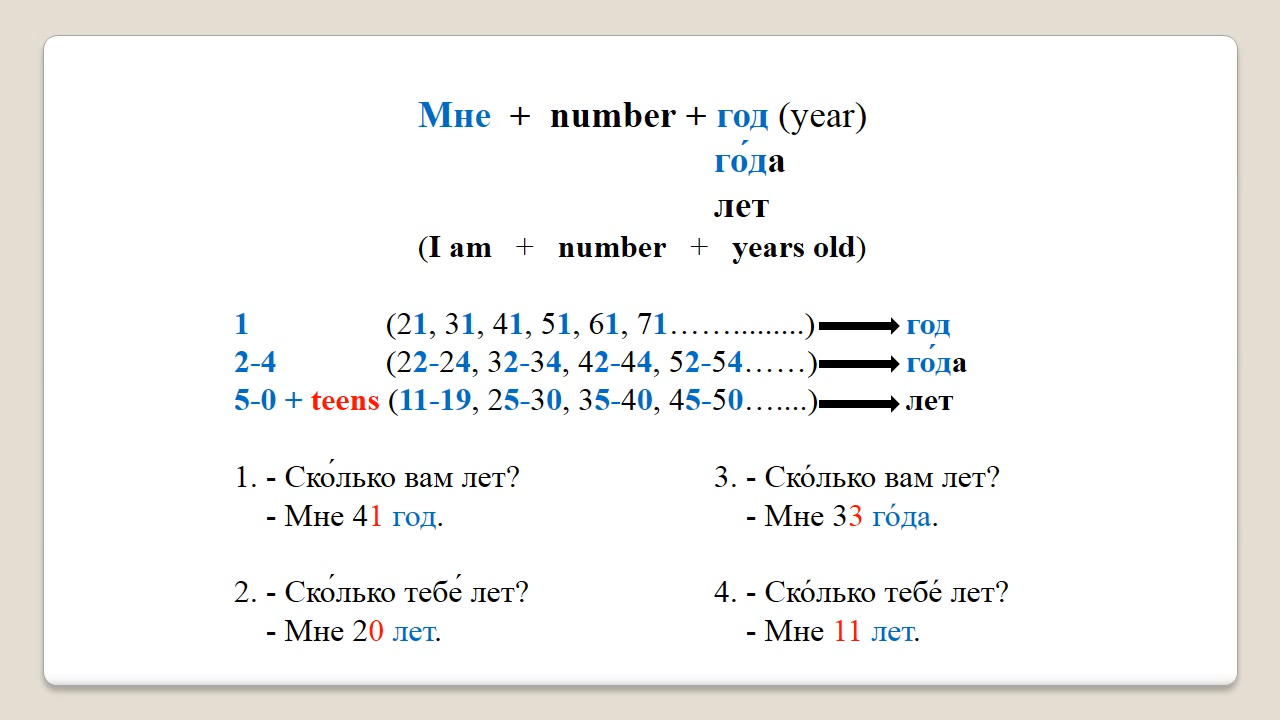 Мне + number + год (year)
го́да
лет
(I am + number + years old)
1 (21, 31, 41, 51, 61, 71…….........) год
2-4 (22-24, 32-34, 42-44, 52-54……) го́да
5-0 + teens (11-19, 25-30, 35-40, 45-50…....) лет
1. - Ско́лько вам лет?
- Мне 41 год.
2. - Ско́лько тебе́ лет?
- Мне 20 лет.
3. - Ско́лько вам лет?
- Мне 33 го́да.
4. - Ско́лько тебе́ лет?
- Мне 11 лет.